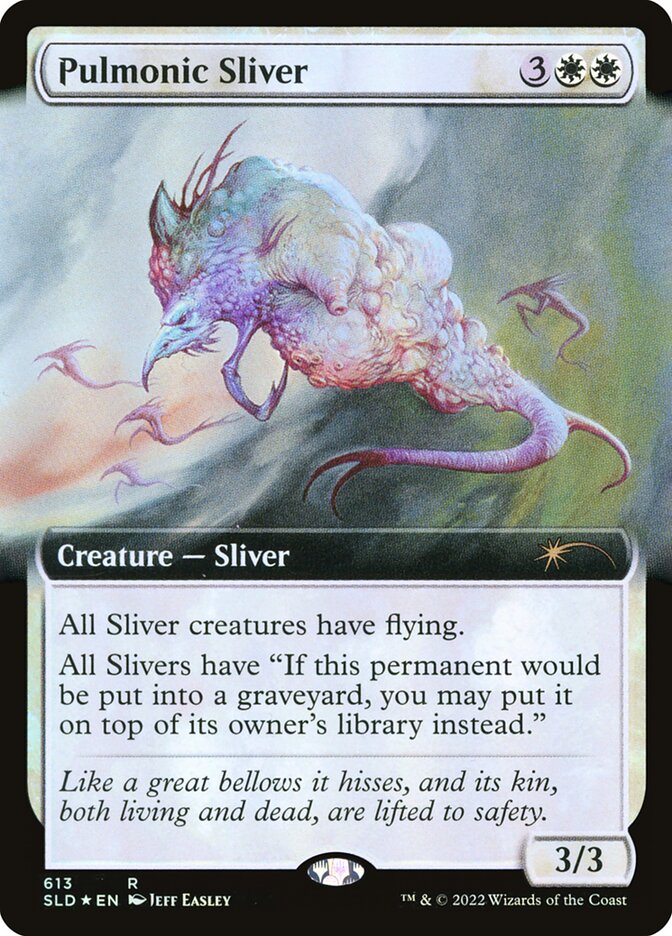 Pulmonic Sliver
3
Creature — Sliver
All Sliver creatures have flying.
All Slivers have “If this permanent would
be put into a graveyard, you may put it
on top of its owner’s library instead.”
Like a great bellows it hisses, and its kin,
both living and dead, are lifted to safety.
3/3
613 R
SLD ★ EN Jeff Easley
™ & © 2022 Wizards of the Coast